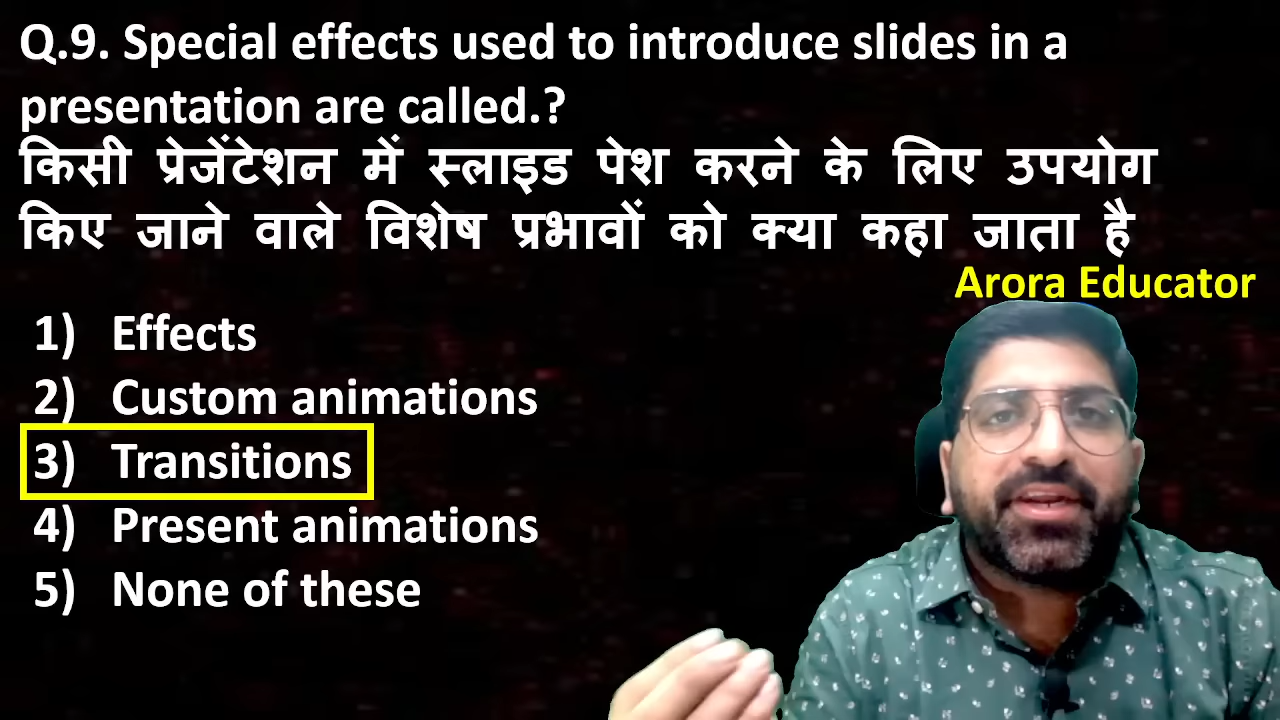 Q.9. Special effects used to introduce slides in a
presentation are called.?
किसी प्रेजेंटेशन में स्लाइड पेश करने के लिए उपयोग
किए जाने वाले विशेष प्रभावों को क्या कहा जाता है
Arora Educator
1) Effects
2) Custom animations
3) Transitions
4) Present animations
5) None of these